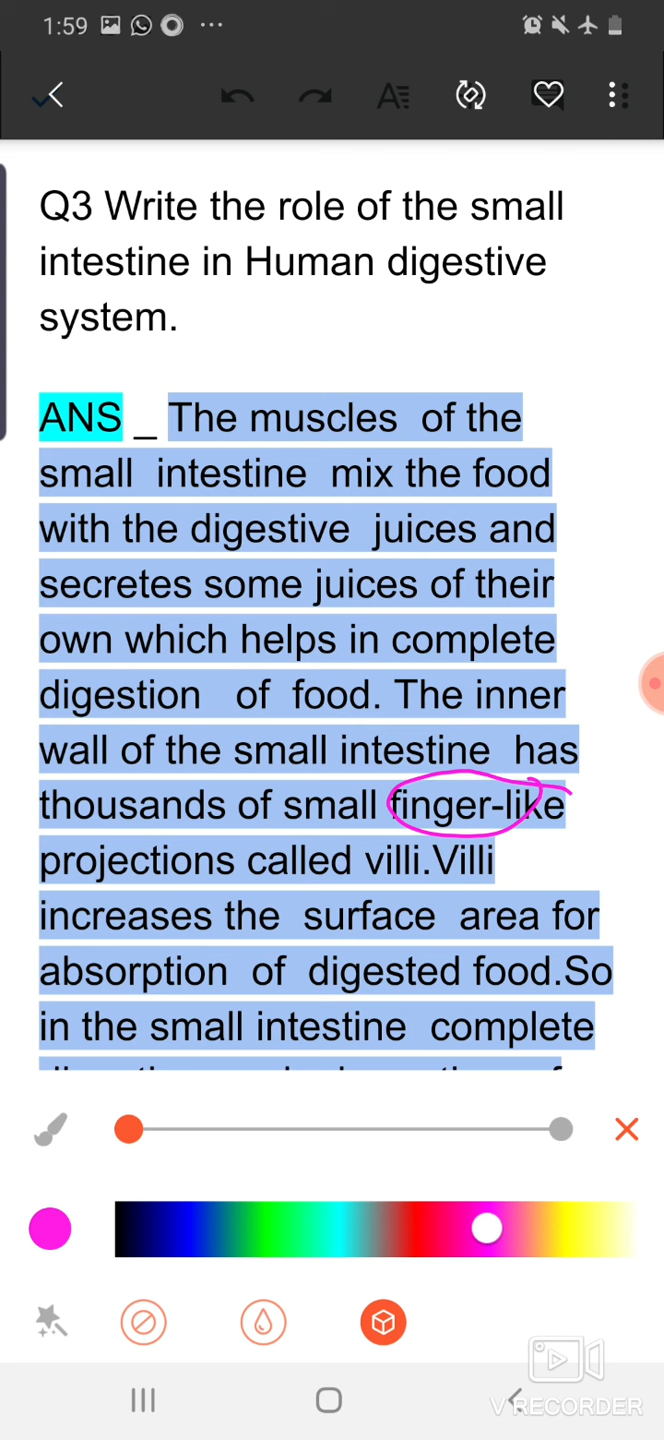 1:59
Q3 Write the role of the small
intestine in Human digestive
system.
ANS _ The muscles of the
small intestine mix the food
with the digestive juices and
secretes some juices of their
own which helps in complete
digestion of food. The inner
wall of the small intestine has
thousands of small finger-like
projections called villi.Villi
increases the surface area for
absorption of digested food.So
in the small intestine complete
V RECORDER